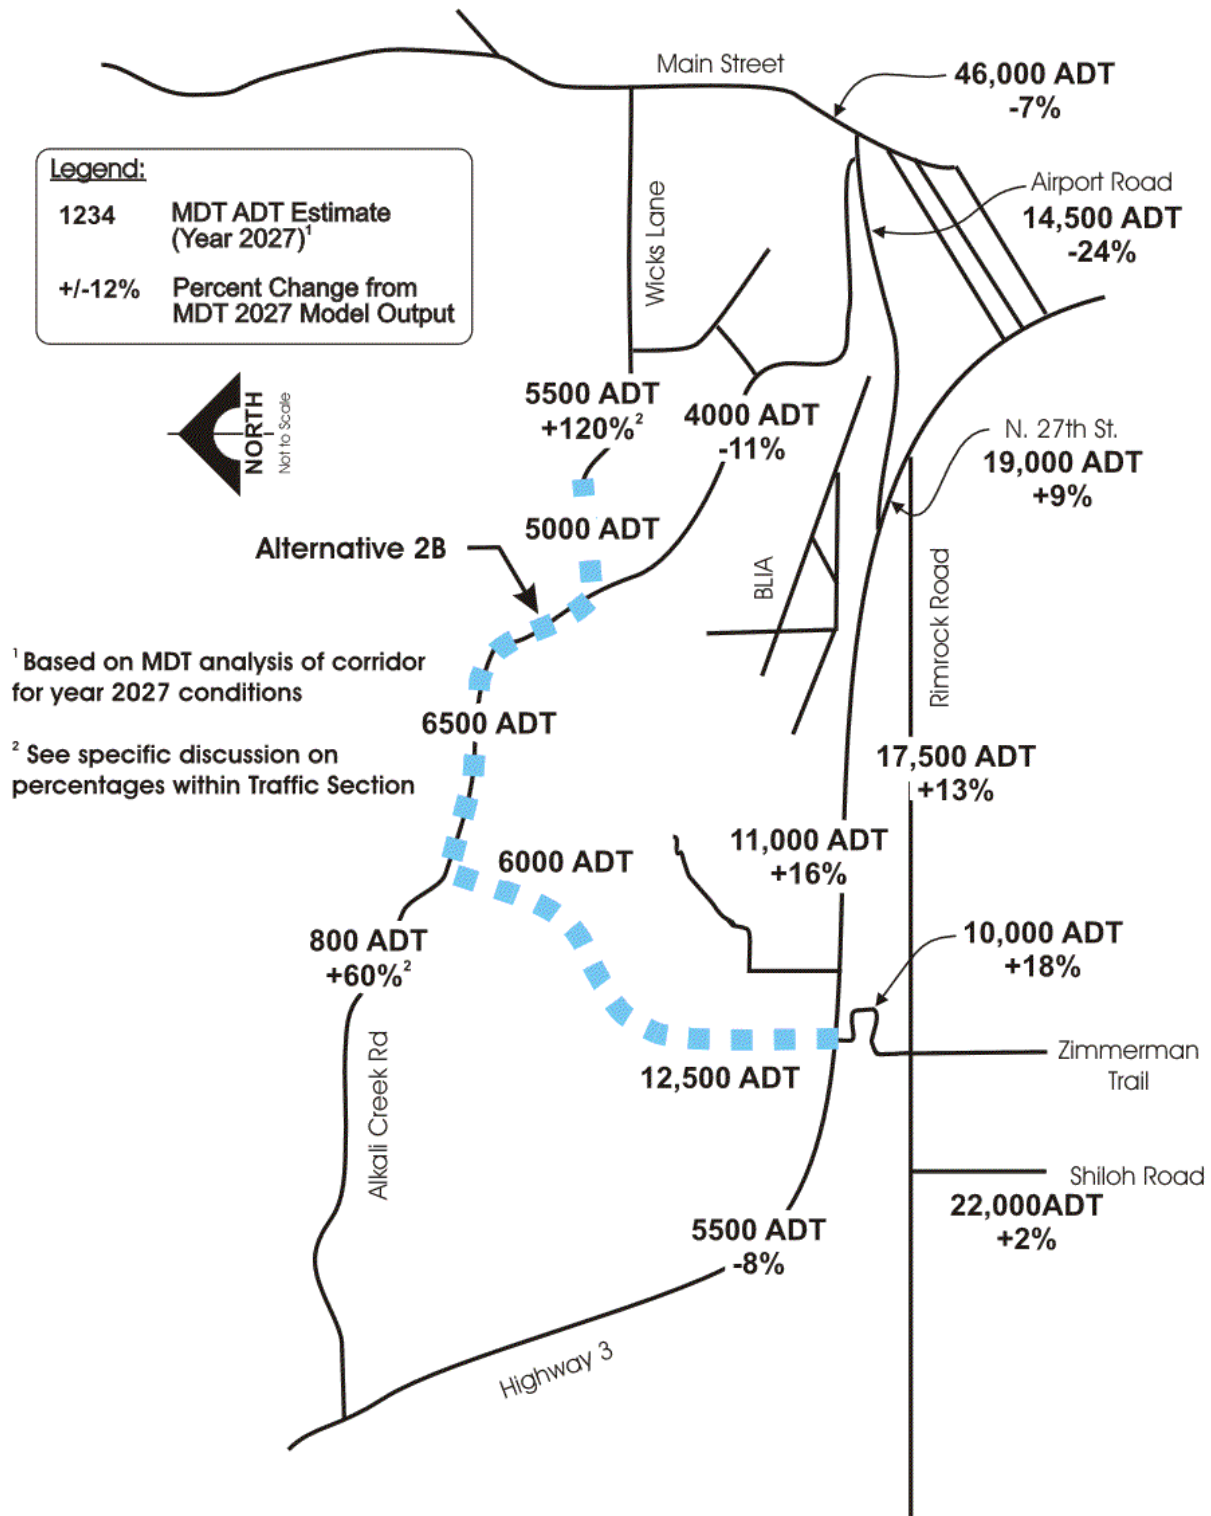 Main Street
46,000 ADT
-7%
Legend:
1234
MDT ADT Estimate
(Year 2027)¹
+/-12%
Percent Change from
MDT 2027 Model Output
Wicks Lane
Airport Road
14,500 ADT
-24%
NORTH
Not to Scale
5500 ADT
+120%²
4000 ADT
-11%
N. 27th St.
19,000 ADT
+9%
5000 ADT
Alternative 2B
BLIA
Rimrock Road
¹ Based on MDT analysis of corridor
for year 2027 conditions
6500 ADT
² See specific discussion on
percentages within Traffic Section
17,500 ADT
+13%
11,000 ADT
+16%
6000 ADT
800 ADT
+60%²
10,000 ADT
+18%
Alkali Creek Rd
Zimmerman
Trail
12,500 ADT
Shiloh Road
22,000ADT
+2%
5500 ADT
-8%
Highway 3